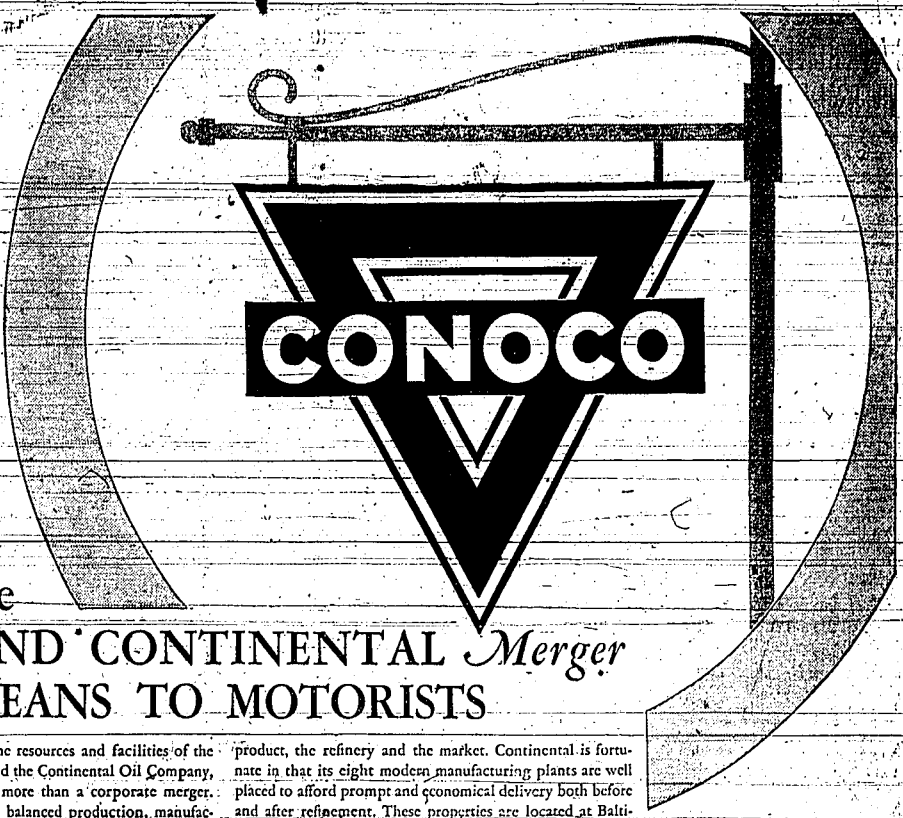 CONOCO
ND CONTINENTAL Merger
EANS TO MOTORISTS
resources and facilities of the
d the Continental Oil Company,
more than a corporate merger.
balanced production, manufac-
product, the refinery and the market. Continental is fortu-
nate in that its eight modern manufacturing plants are well
placed to afford prompt and economical delivery both before
and after refinement. These properties are located at Balti-